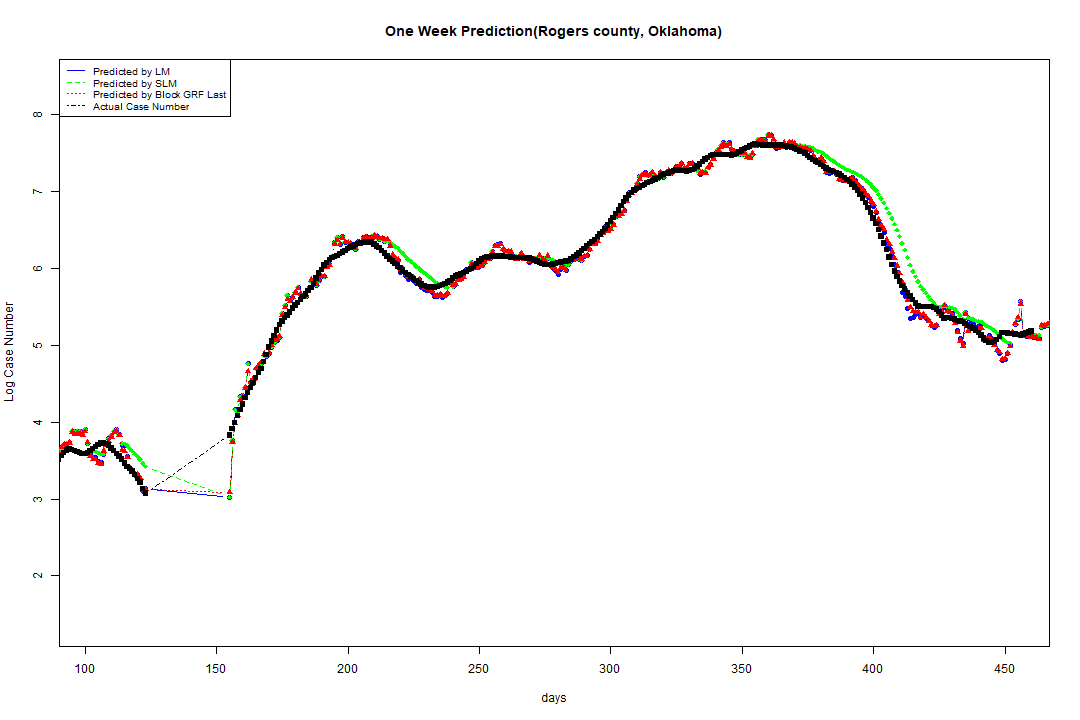 One Week Prediction(Rogers county, Oklahoma)
Predicted by LM
Predicted by SLM
Predicted by Block GRF Last
Actual Case Number
8
7
6
5
4
3
2
Log Case Number
100 150 200 250 300 350 400 450
days